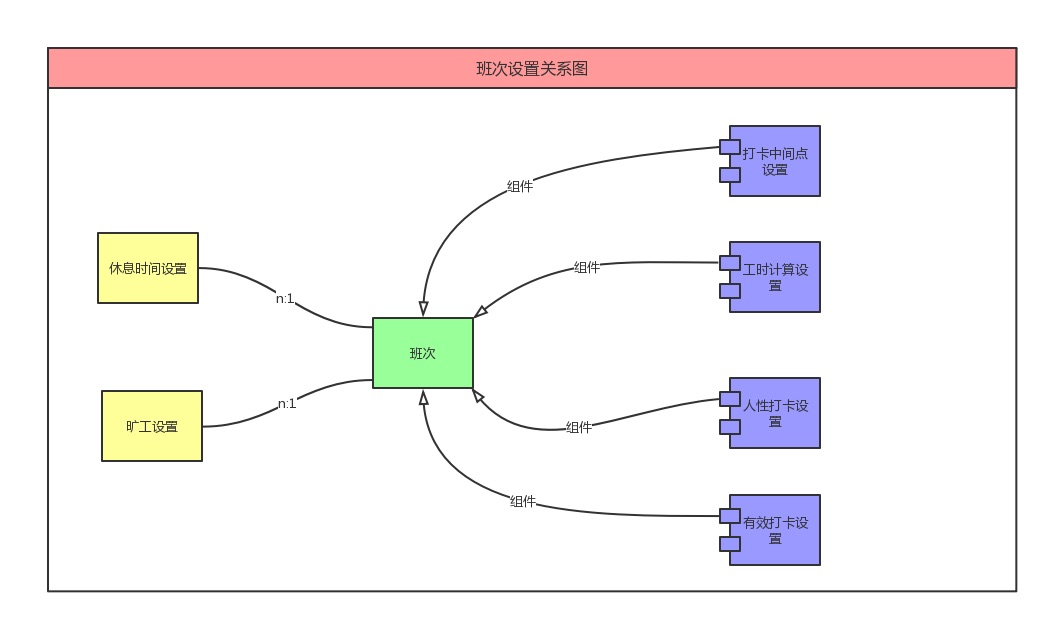 班次设置关系图
打卡中间点
设置
组件
休息时间设置
工时计算设
置
组件
n:1
班次
旷工设置
n:1
人性打卡设
置
组件
组件
有效打卡设
置